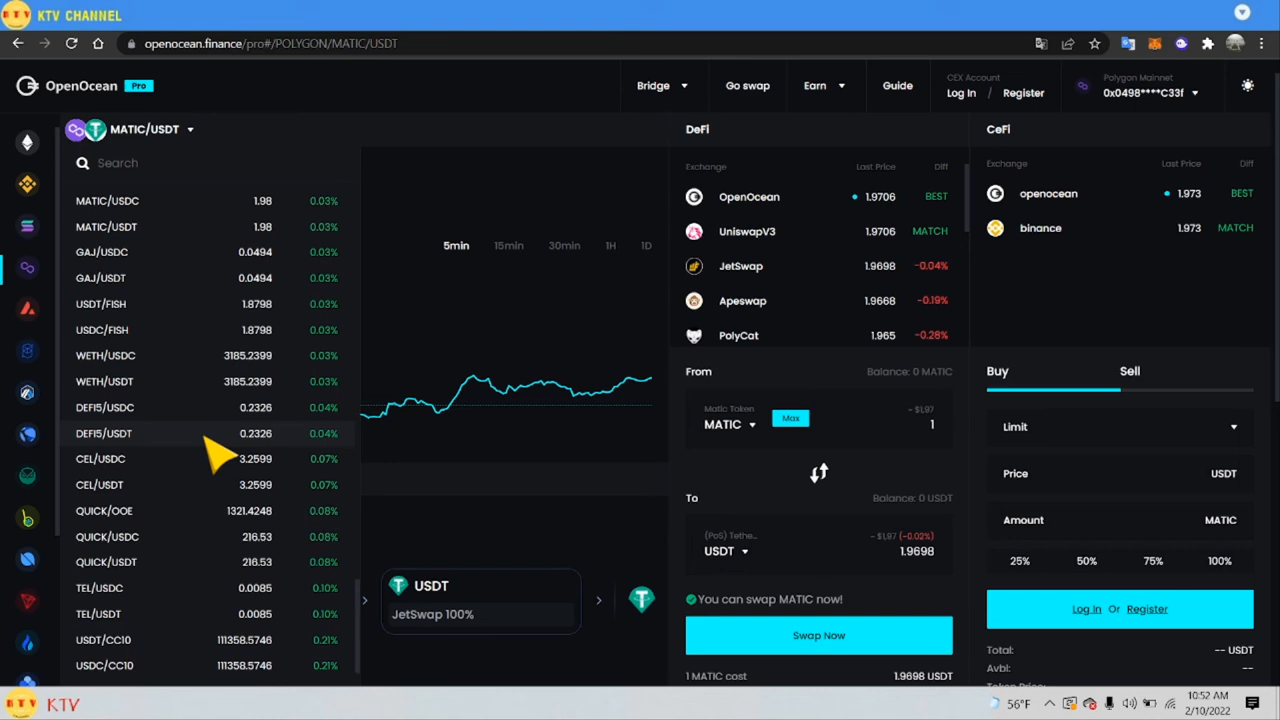 KTV CHANNEL
openocean.finance/pro#/POLYGON/MATIC/USDT
OpenOcean Pro
Bridge
Go swap
Earn
Guide
CEX Account
Log In / Register
Polygon Mainnet
0x0498****C33f
MATIC/USDT
Search
MATIC/USDC 1.98 0.03%
MATIC/USDT 1.98 0.03%
GAJ/USDC 0.0494 0.03%
GAJ/USDT 0.0494 0.03%
USDT/FISH 1.8798 0.03%
USDC/FISH 1.8798 0.03%
WETH/USDC 3185.2399 0.03%
WETH/USDT 3185.2399 0.03%
DEFI5/USDC 0.2326 0.04%
DEFI5/USDT 0.2326 0.04%
CEL/USDC 3.2599 0.07%
CEL/USDT 3.2599 0.07%
QUICK/OOE 1321.4248 0.08%
QUICK/USDC 216.53 0.08%
QUICK/USDT 216.53 0.08%
TEL/USDC 0.0085 0.10%
TEL/USDT 0.0085 0.10%
USDT/CC10 111358.5746 0.21%
USDC/CC10 111358.5746 0.21%
5min 15min 30min 1H 1D
USDT
JetSwap 100%
DeFi
Exchange Last Price Diff
OpenOcean 1.9706 BEST
UniswapV3 1.9706 MATCH
JetSwap 1.9698 -0.04%
Apeswap 1.9668 -0.19%
PolyCat 1.965 -0.28%
From Balance: 0 MATIC
Matic Token ~ $1,97
MATIC Max 1
To Balance: 0 USDT
(PoS) Tethe... ~ $1,97 (-0.02%)
USDT 1.9698
You can swap MATIC now!
Swap Now
1 MATIC cost 1.9698 USDT
CeFi
Exchange Last Price Diff
openocean 1.973 BEST
binance 1.973 MATCH
Buy Sell
Limit
Price USDT
Amount MATIC
25% 50% 75% 100%
Log In Or Register
Total: -- USDT
Avbl: --
Token Price:
KTV
56°F
10:52 AM
2/10/2022